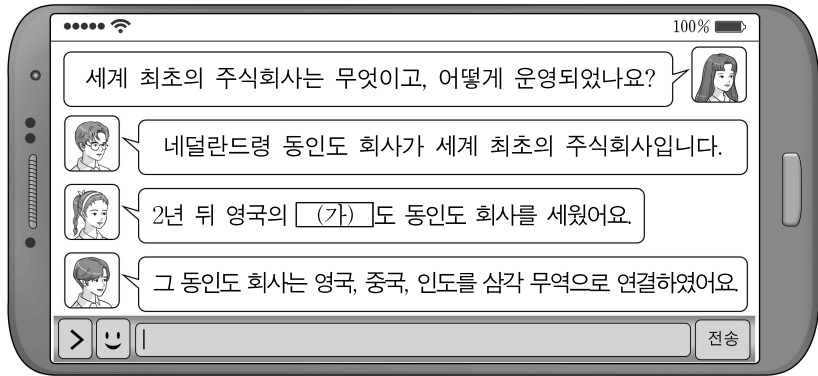 100%
세계 최초의 주식회사는 무엇이고, 어떻게 운영되었나요?
네덜란드령 동인도 회사가 세계 최초의 주식회사입니다.
2년 뒤 영국의 (가)도 동인도 회사를 세웠어요.
그 동인도 회사는 영국, 중국, 인도를 삼각 무역으로 연결하였어요.
전송